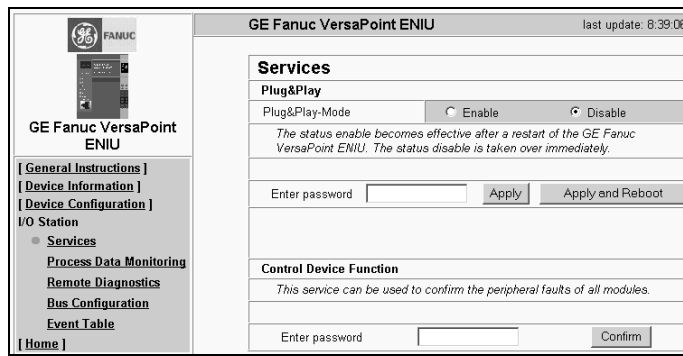 FANUC
GE Fanuc VersaPoint
ENIU
[ General Instructions ]
[ Device Information ]
[ Device Configuration ]
I/O Station
Services
Process Data Monitoring
Remote Diagnostics
Bus Configuration
Event Table
[ Home ]
GE Fanuc VersaPoint ENIU last update: 8:39:06
Services
Plug&Play
Plug&Play-Mode Enable Disable
The status enable becomes effective after a restart of the GE Fanuc
VersaPoint ENIU. The status disable is taken over immediately.
Enter password Apply Apply and Reboot
Control Device Function
This service can be used to confirm the peripheral faults of all modules.
Enter password Confirm